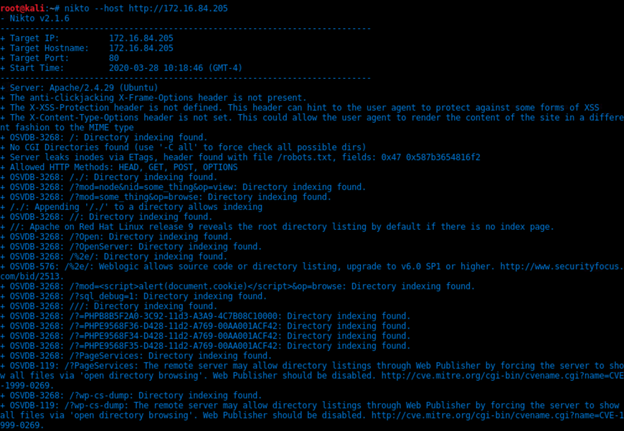 root@kali:~# nikto --host http://172.16.84.205
- Nikto v2.1.6
---------------------------------------------------------------------------
+ Target IP:          172.16.84.205
+ Target Hostname:    172.16.84.205
+ Target Port:        80
+ Start Time:         2020-03-28 10:18:46 (GMT-4)
---------------------------------------------------------------------------
+ Server: Apache/2.4.29 (Ubuntu)
+ The anti-clickjacking X-Frame-Options header is not present.
+ The X-XSS-Protection header is not defined. This header can hint to the user agent to protect against some forms of XSS
+ The X-Content-Type-Options header is not set. This could allow the user agent to render the content of the site in a differe
nt fashion to the MIME type
+ OSVDB-3268: /: Directory indexing found.
+ No CGI Directories found (use '-C all' to force check all possible dirs)
+ Server leaks inodes via ETags, header found with file /robots.txt, fields: 0x47 0x587b3654816f2
+ Allowed HTTP Methods: HEAD, GET, POST, OPTIONS
+ OSVDB-3268: /./: Directory indexing found.
+ OSVDB-3268: /?mod=node&nid=some_thing&op=view: Directory indexing found.
+ OSVDB-3268: /?mod=some_thing&op=browse: Directory indexing found.
+ /./: Appending '/./' to a directory allows indexing
+ OSVDB-3268: //: Directory indexing found.
+ //: Apache on Red Hat Linux release 9 reveals the root directory listing by default if there is no index page.
+ OSVDB-3268: /?Open: Directory indexing found.
+ OSVDB-3268: /?OpenServer: Directory indexing found.
+ OSVDB-3268: /%2e/: Directory indexing found.
+ OSVDB-576: /%2e/: Weblogic allows source code or directory listing, upgrade to v6.0 SP1 or higher. http://www.securityfocus.
com/bid/2513.
+ OSVDB-3268: /?mod=<script>alert(document.cookie)</script>&op=browse: Directory indexing found.
+ OSVDB-3268: /?sql_debug=1: Directory indexing found.
+ OSVDB-3268: ///: Directory indexing found.
+ OSVDB-3268: /?=PHPB8B5F2A0-3C92-11d3-A3A9-4C7B08C10000: Directory indexing found.
+ OSVDB-3268: /?=PHPE9568F36-D428-11d2-A769-00AA001ACF42: Directory indexing found.
+ OSVDB-3268: /?=PHPE9568F34-D428-11d2-A769-00AA001ACF42: Directory indexing found.
+ OSVDB-3268: /?=PHPE9568F35-D428-11d2-A769-00AA001ACF42: Directory indexing found.
+ OSVDB-3268: /?PageServices: Directory indexing found.
+ OSVDB-119: /?PageServices: The remote server may allow directory listings through Web Publisher by forcing the server to sho
w all files via 'open directory browsing'. Web Publisher should be disabled. http://cve.mitre.org/cgi-bin/cvename.cgi?name=CVE
-1999-0269.
+ OSVDB-3268: /?wp-cs-dump: Directory indexing found.
+ OSVDB-119: /?wp-cs-dump: The remote server may allow directory listings through Web Publisher by forcing the server to show
all files via 'open directory browsing'. Web Publisher should be disabled. http://cve.mitre.org/cgi-bin/cvename.cgi?name=CVE-1
999-0269.